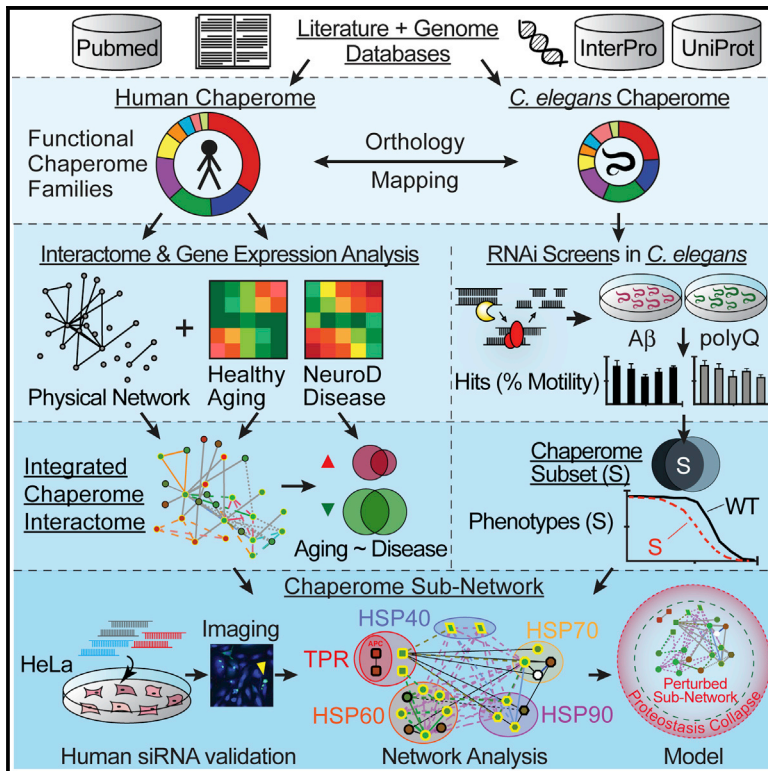 Pubmed
Literature + Genome
Databases
InterPro
UniProt
Human Chaperome
C. elegans Chaperome
Functional
Chaperome
Families
Orthology
Mapping
Interactome & Gene Expression Analysis
RNAi Screens in C. elegans
+
Physical Network
Healthy
Aging
NeuroD
Disease
Aβ
polyQ
Hits (% Motility)
Integrated
Chaperome
Interactome
Aging ~ Disease
Chaperome
Subset (S)
S
Phenotypes (S)
WT
S
Chaperome Sub-Network
HeLa
Imaging
HSP40
HSP70
TPR
APC
HSP60
HSP90
Perturbed
Sub-Network
Proteostasis Collapse
Human siRNA validation
Network Analysis
Model